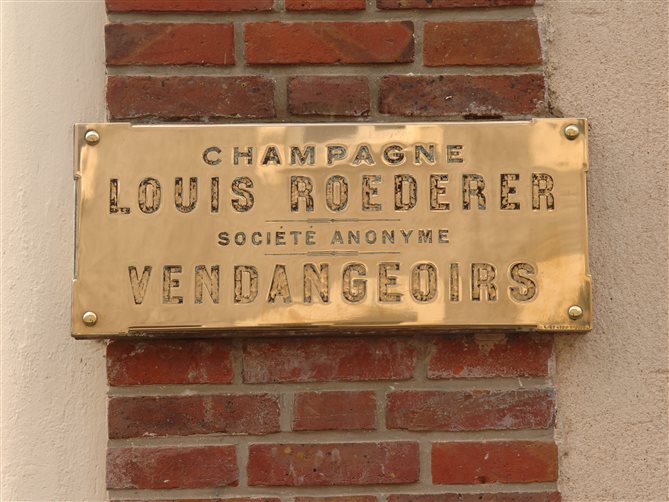 CHAMPAGNE
LOUIS ROEDERER
SOCIÉTÉ ANONYME
VENDANGEOIRS